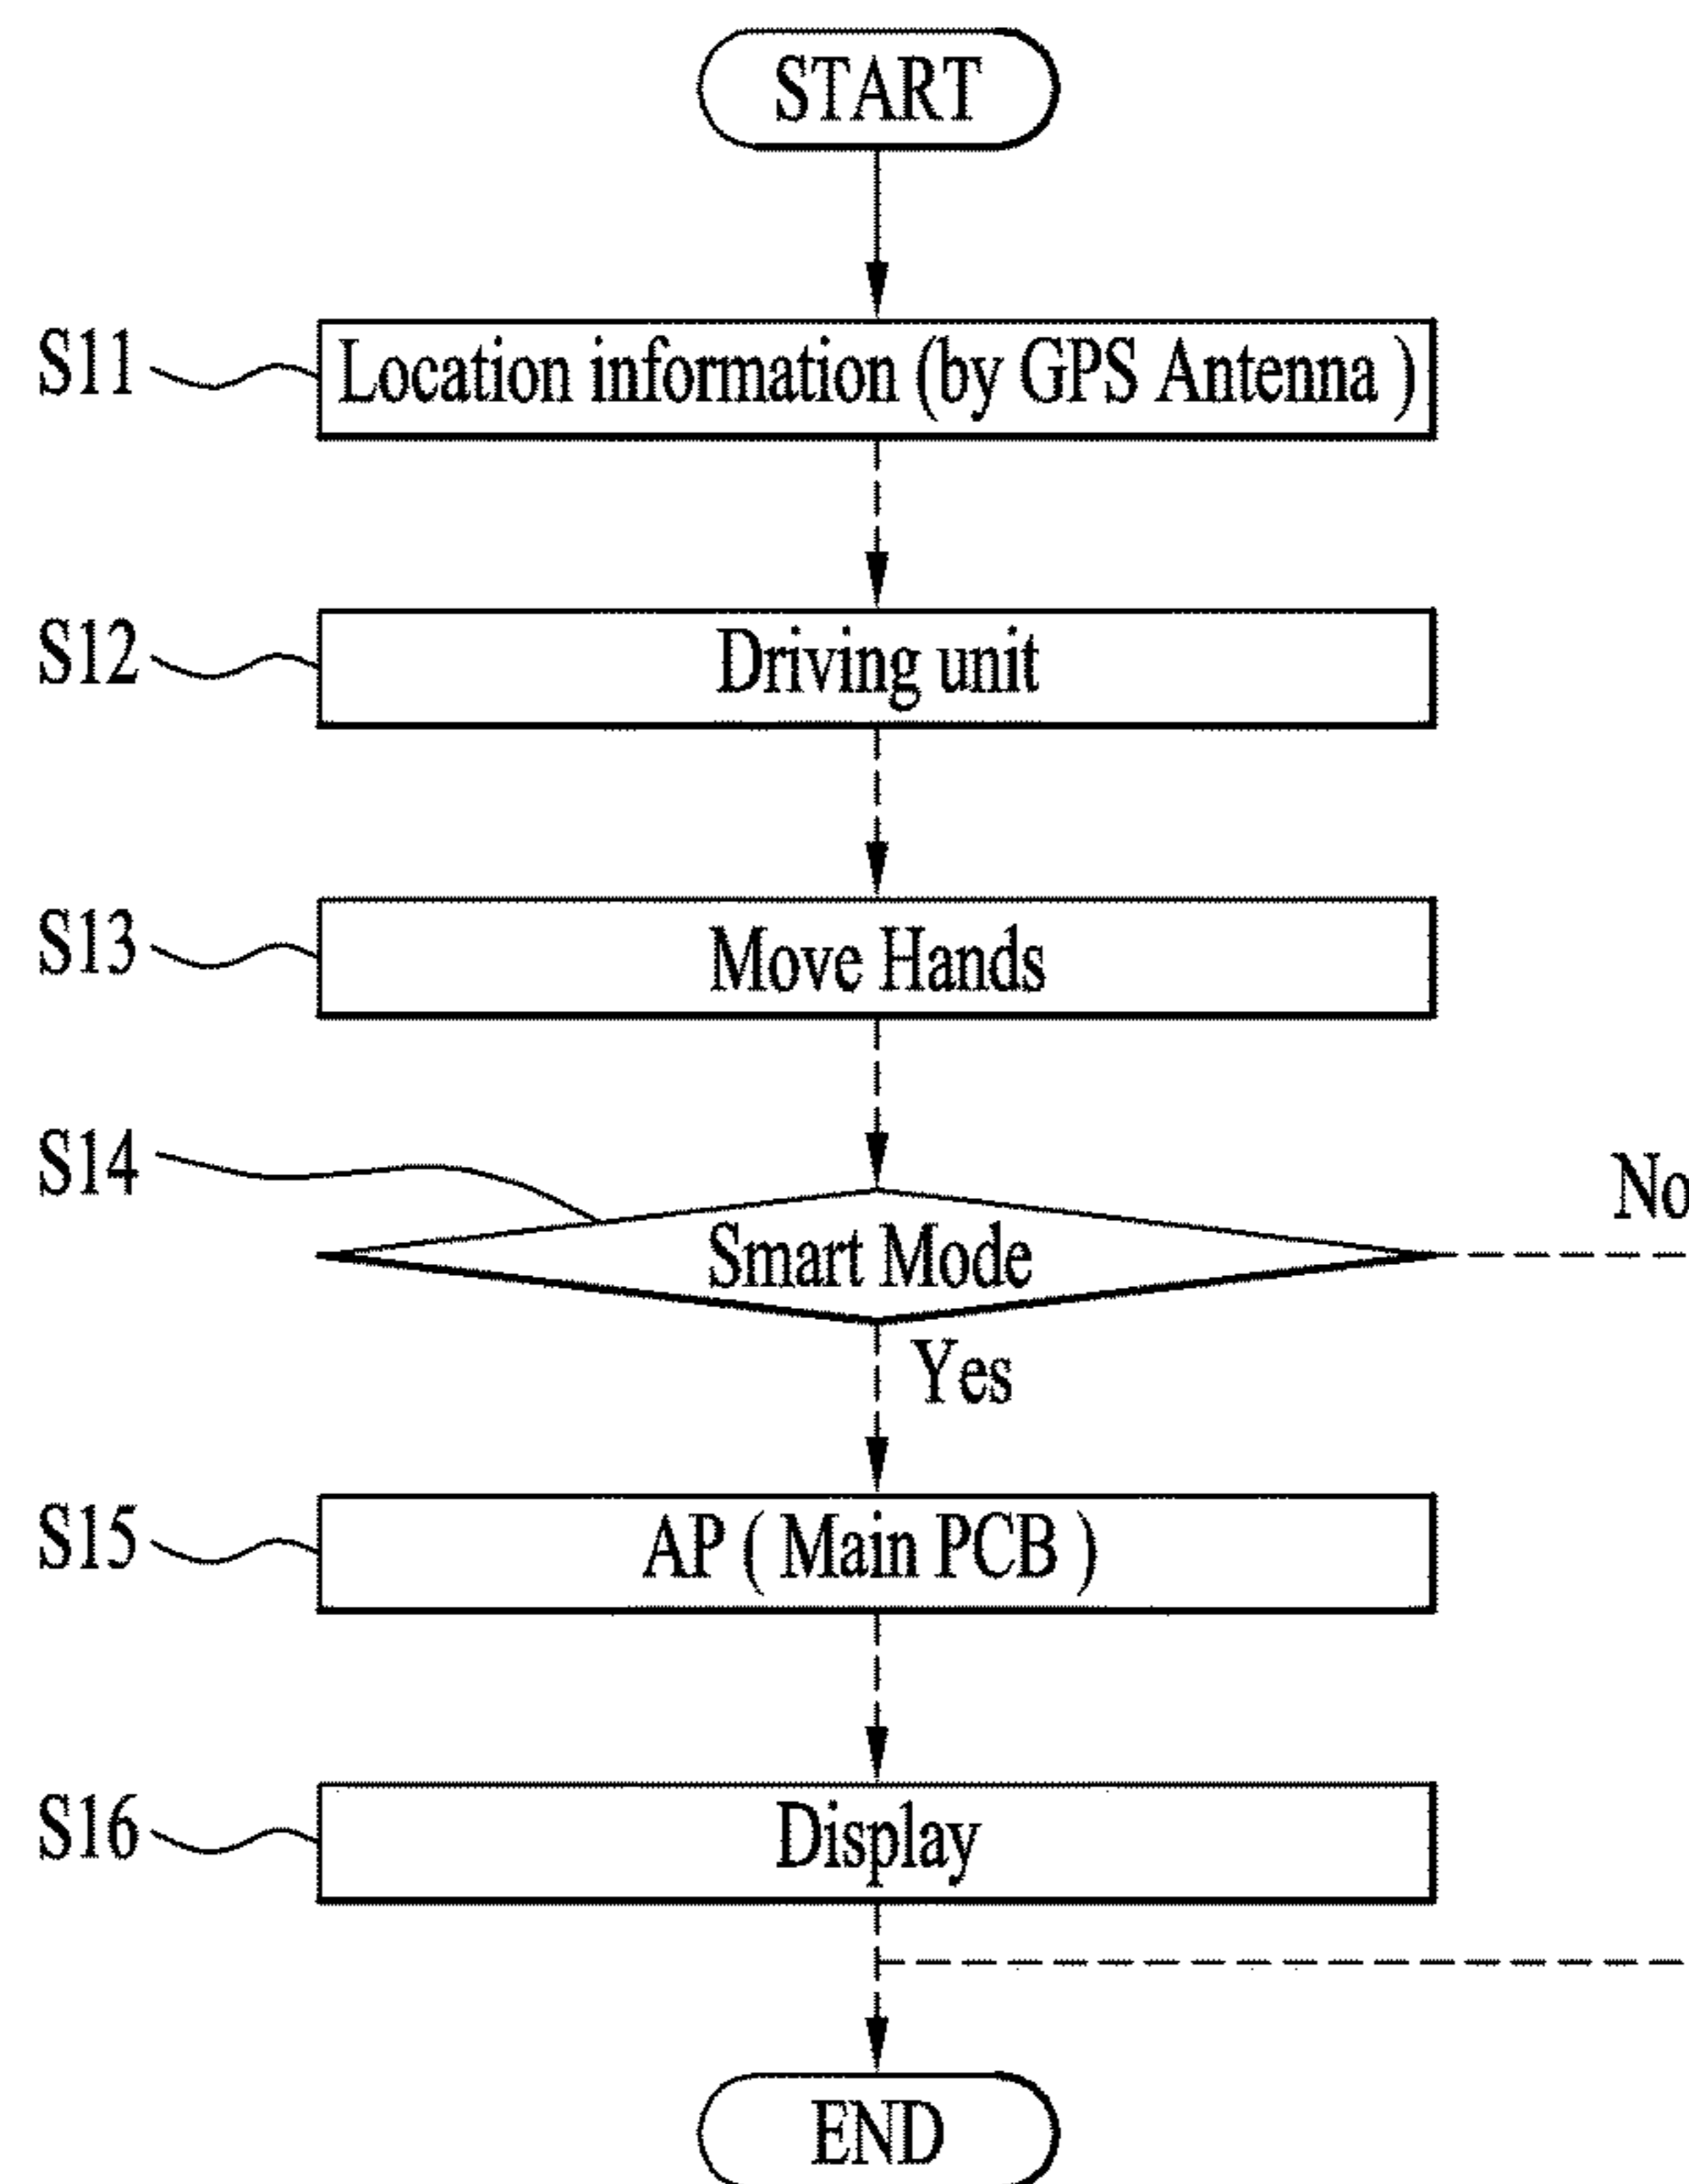 START
S11 Location information (by GPS Antenna )
S12 Driving unit
S13 Move Hands
S14 Smart Mode
No
Yes
S15 AP ( Main PCB )
S16 Display
END